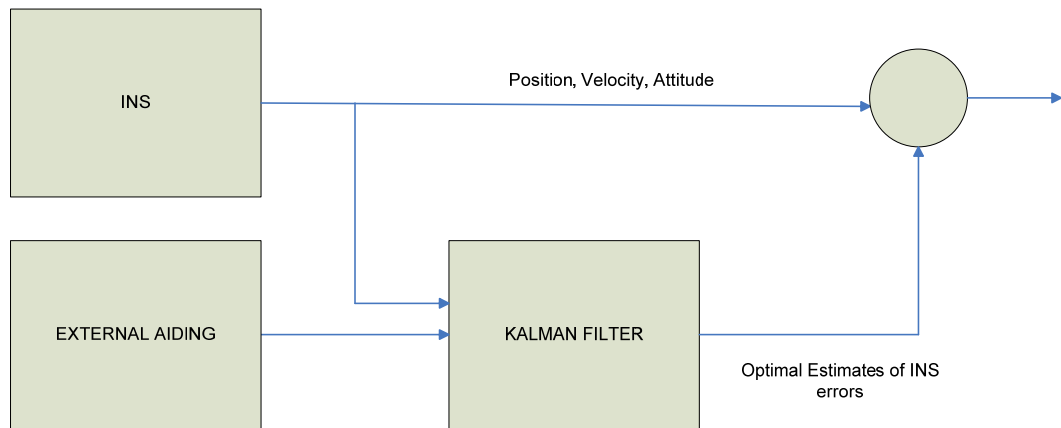 INS
Position, Velocity, Attitude
EXTERNAL AIDING
KALMAN FILTER
Optimal Estimates of INS
errors